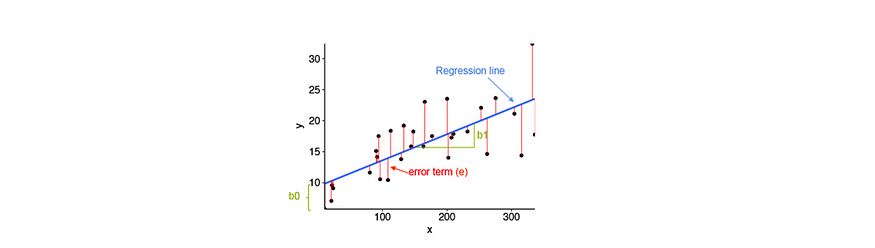 30
25
20
15
10
y
b0
Regression line
b1
error term (e)
100 200 300
x